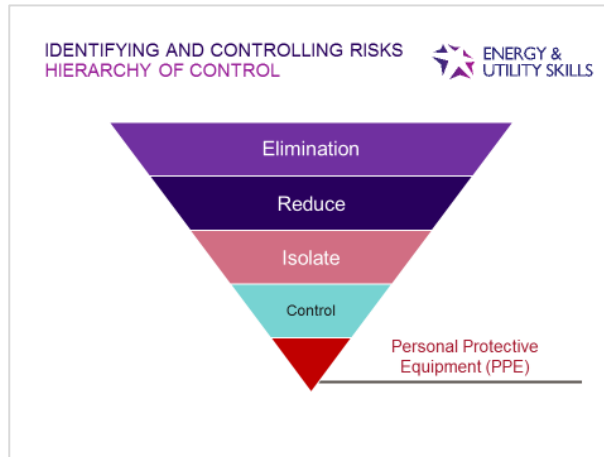 IDENTIFYING AND CONTROLLING RISKS
HIERARCHY OF CONTROL
ENERGY &
UTILITY SKILLS
Elimination
Reduce
Isolate
Control
Personal Protective
Equipment (PPE)